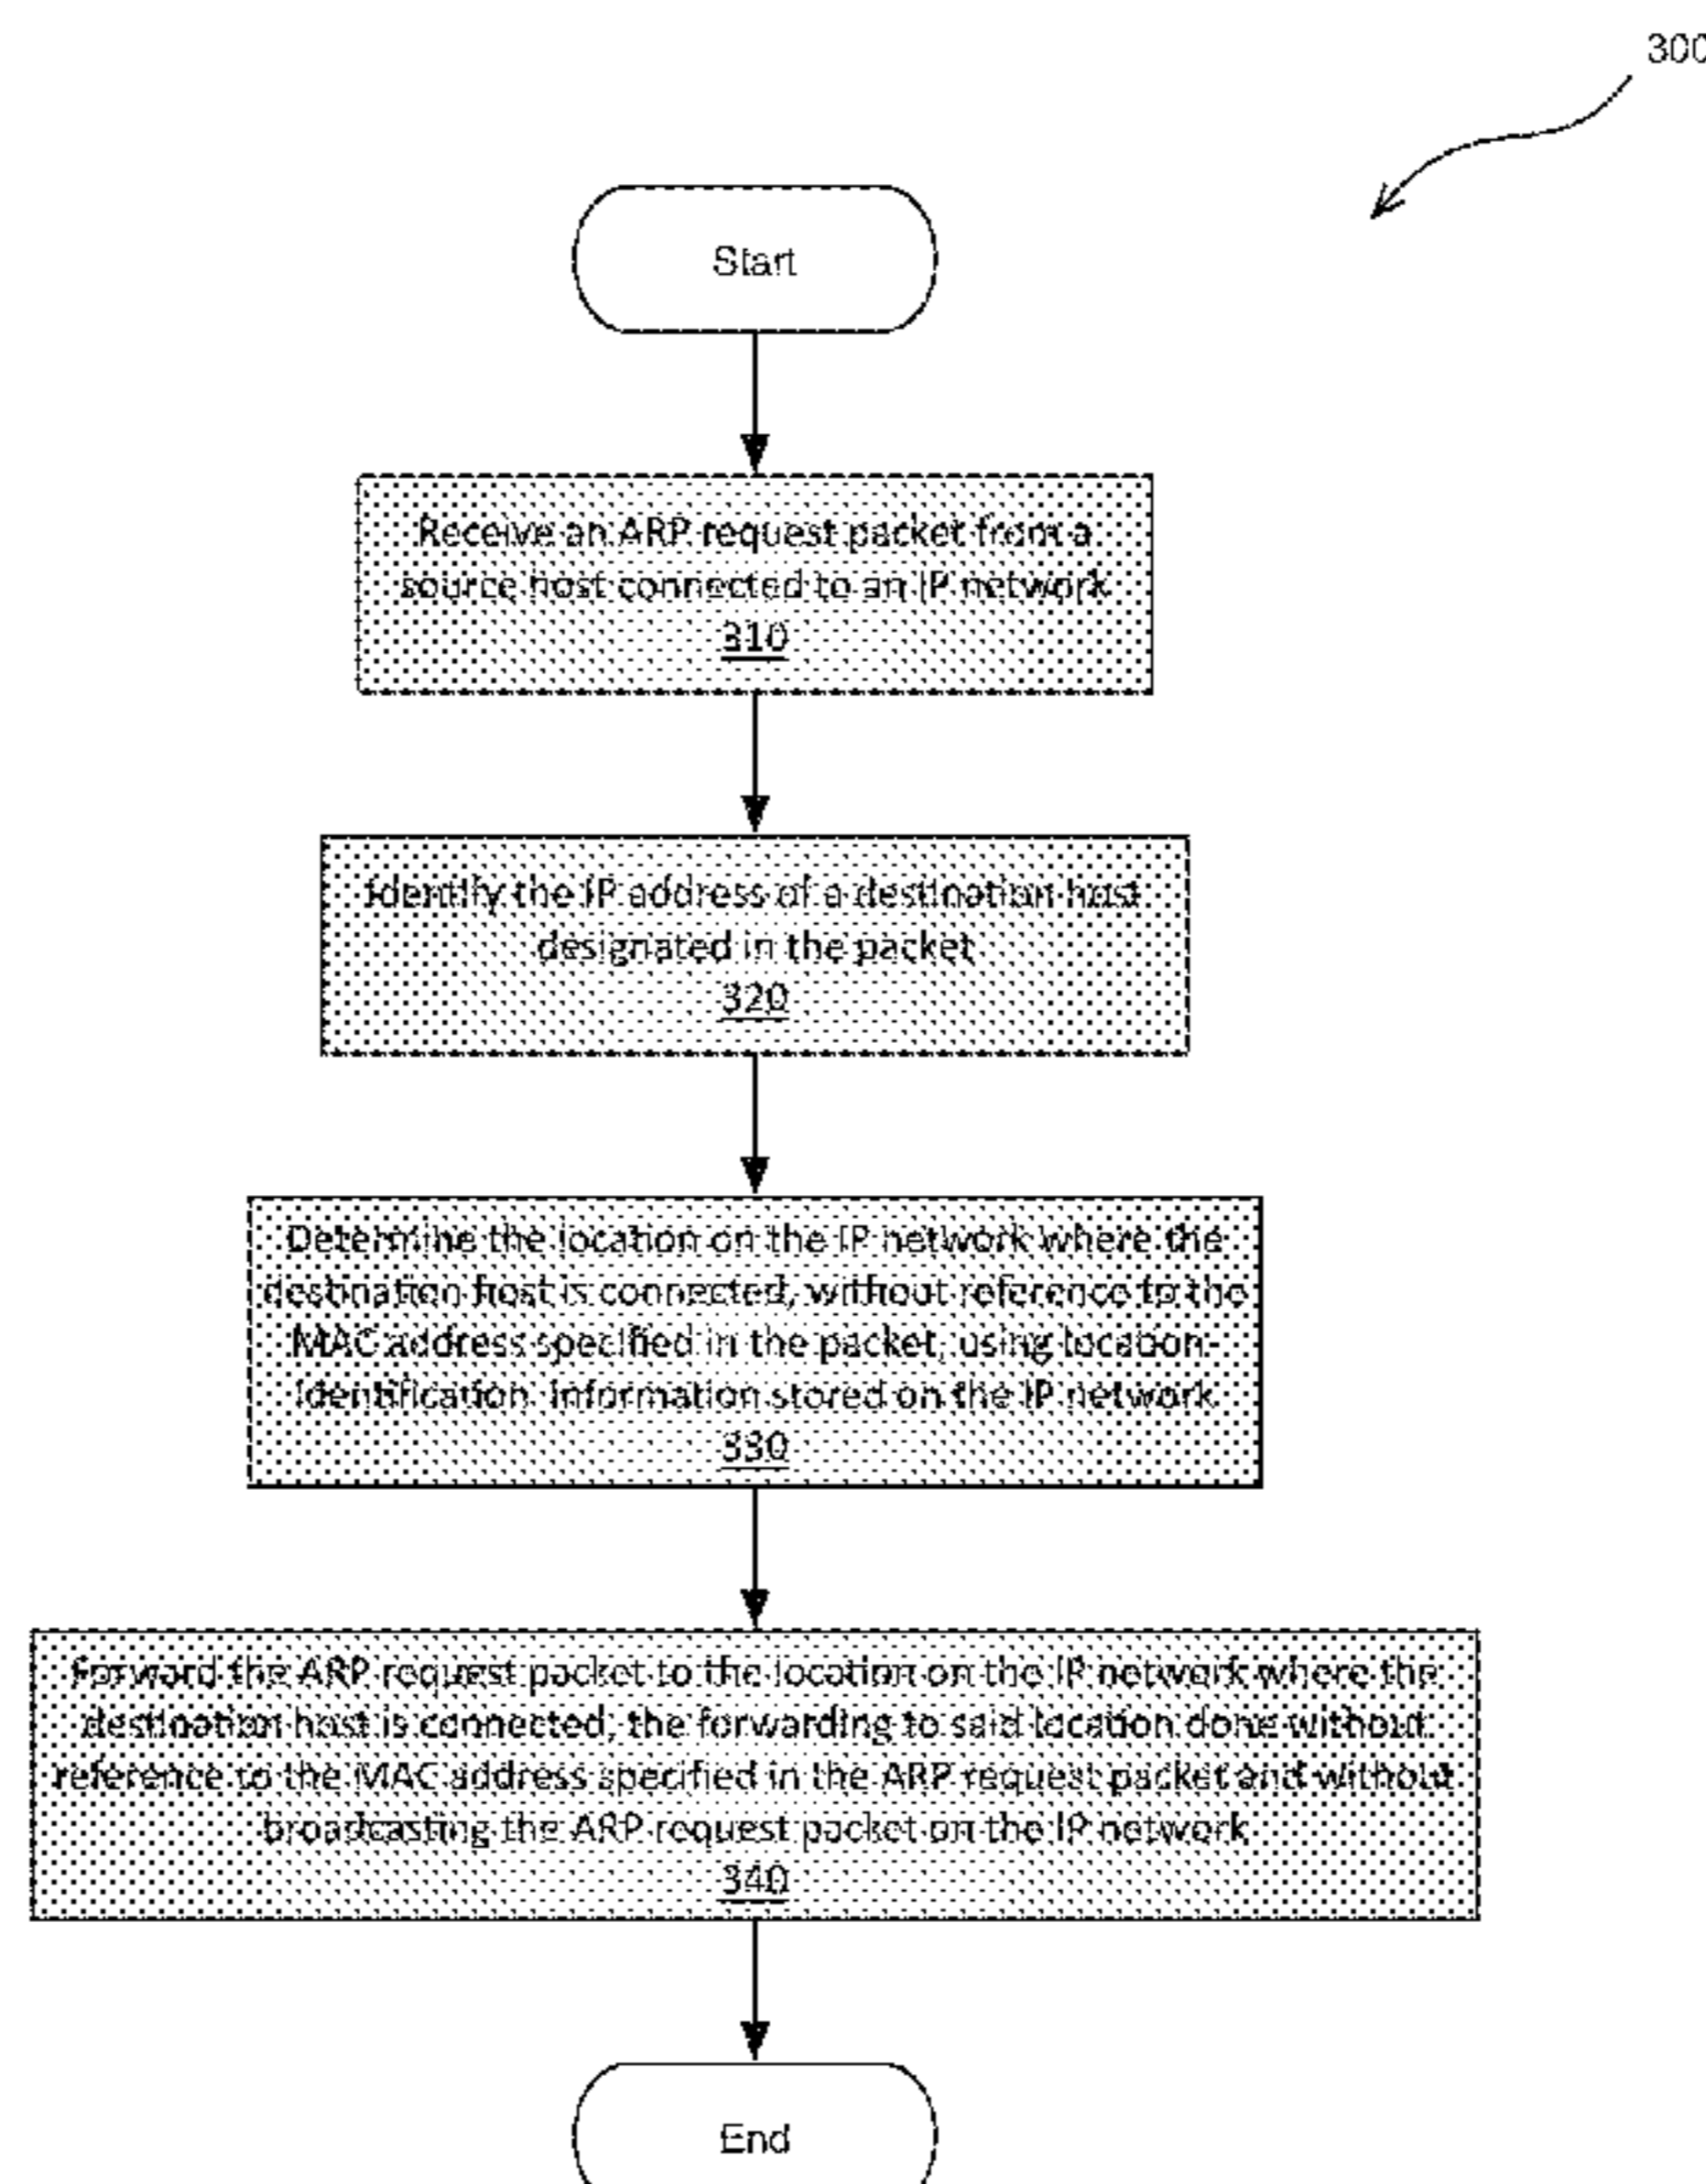 300
Start
Receive an ARP request packet from a
source host connected to an IP network
310
Identify the IP address of a destination host
designated in the packet
320
Determine the location on the IP network where the
destination host is connected, without reference to the
MAC address specified in the packet, using location-
identification information stored on the IP network
330
Forward the ARP request packet to the location on the IP network where the
destination host is connected, the forwarding to said location done without
reference to the MAC address specified in the ARP request packet and without
broadcasting the ARP request packet on the IP network
340
End